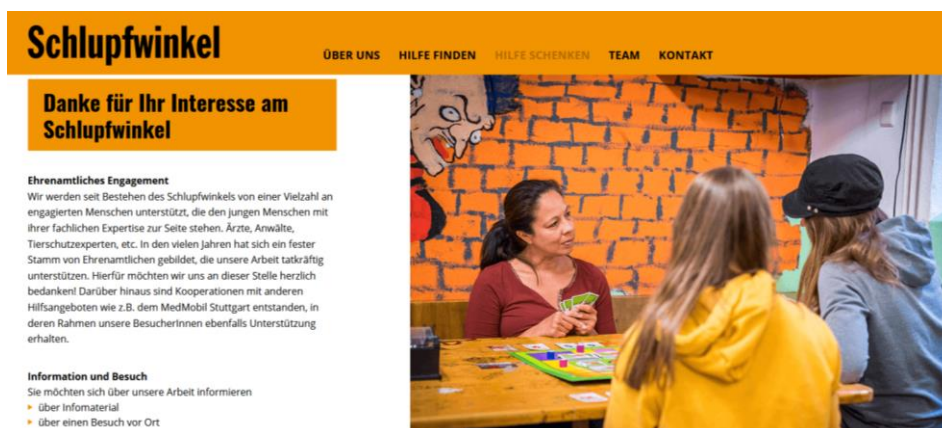 Schlupfwinkel
ÜBER UNS HILFE FINDEN HILFE SCHENKEN TEAM KONTAKT
Danke für Ihr Interesse am
Schlupfwinkel
Ehrenamtliches Engagement
Wir werden seit Bestehen des Schlupfwinkels von einer Vielzahl an
engagierten Menschen unterstützt, die den jungen Menschen mit
ihrer fachlichen Expertise zur Seite stehen. Ärzte, Anwälte,
Tierschutzexperten, etc. In den vielen Jahren hat sich ein fester
Stamm von Ehrenamtlichen gebildet, die unsere Arbeit tatkräftig
unterstützen. Hierfür möchten wir uns an dieser Stelle herzlich
bedanken! Darüber hinaus sind Kooperationen mit anderen
Hilfsangeboten wie z.B. dem MedMobil Stuttgart entstanden, in
deren Rahmen unsere BesucherInnen ebenfalls Unterstützung
erhalten.
Information und Besuch
Sie möchten sich über unsere Arbeit informieren
über Infomaterial
über einen Besuch vor Ort